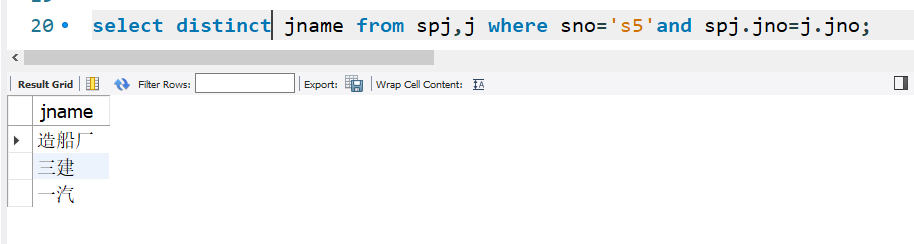 20 select distinct jname from spj,j where sno='s5'and spj.jno=j.jno;
Result Grid Filter Rows: Export: Wrap Cell Content:
jname
造船厂
三建
一汽